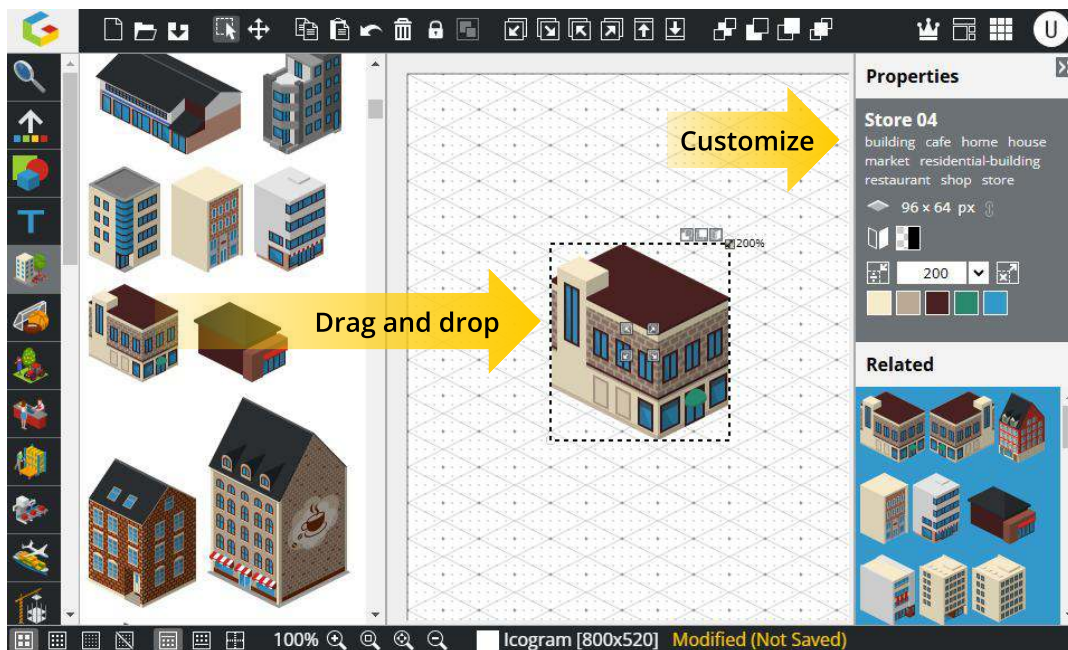 U
Properties
Customize
Store 04
building cafe home house
market residential-building
restaurant shop store
96 x 64 px
T
200%
200
Drag and drop
Related
100%
Icogram [800x520] Modified (Not Saved)